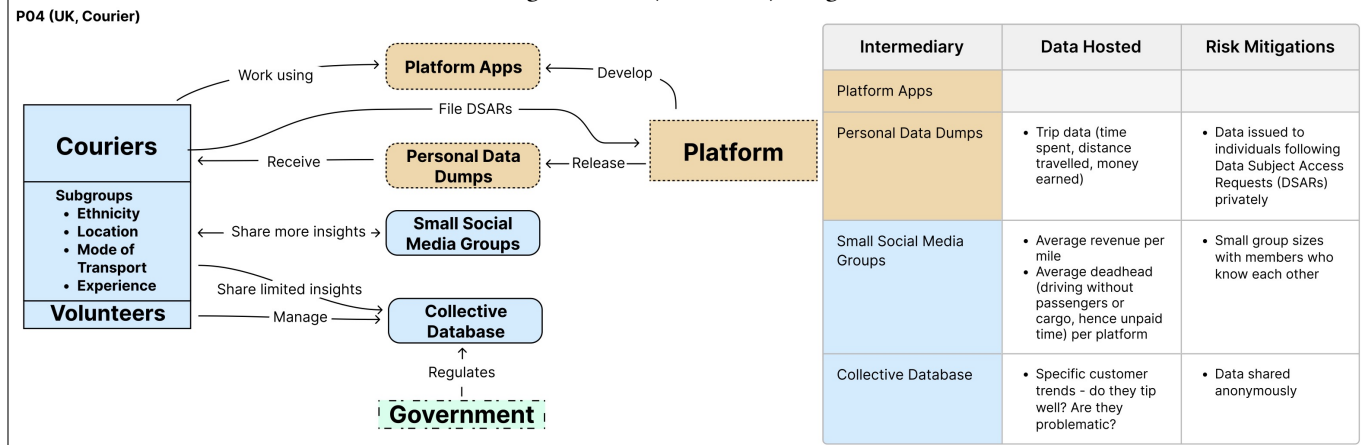 P04 (UK, Courier)
Work using
Platform Apps
Develop
File DSARs
Couriers
Platform
Receive
Personal Data
Dumps
Release
Subgroups
• Ethnicity
• Location
• Mode of
Transport
• Experience
Share more insights
Small Social
Media Groups
Share limited insights
Volunteers
Manage
Collective
Database
Regulates
Government
Intermediary
Data Hosted
Risk Mitigations
Platform Apps
Personal Data Dumps
• Trip data (time
spent, distance
travelled, money
earned)
• Data issued to
individuals following
Data Subject Access
Requests (DSARs)
privately
Small Social Media
Groups
• Average revenue per
mile
• Average deadhead
(driving without
passengers or
cargo, hence unpaid
time) per platform
• Small group sizes
with members who
know each other
Collective Database
• Specific customer
trends - do they tip
well? Are they
problematic?
• Data shared
anonymously